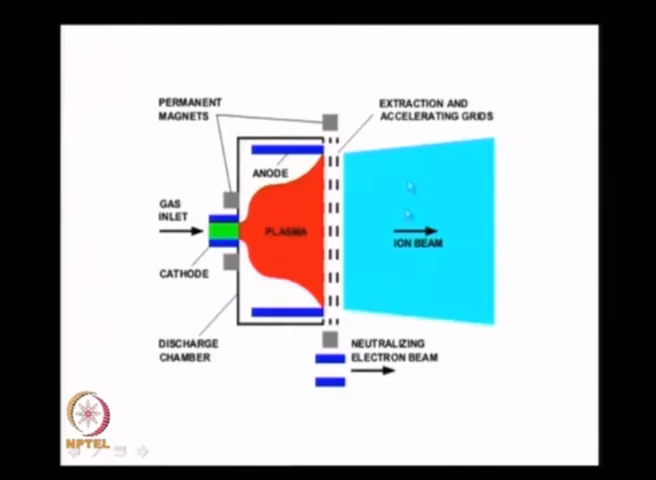 PERMANENT
MAGNETS
EXTRACTION AND
ACCELERATING GRIDS
ANODE
GAS
INLET
PLASMA
ION BEAM
CATHODE
DISCHARGE
CHAMBER
NEUTRALIZING
ELECTRON BEAM
NPTEL